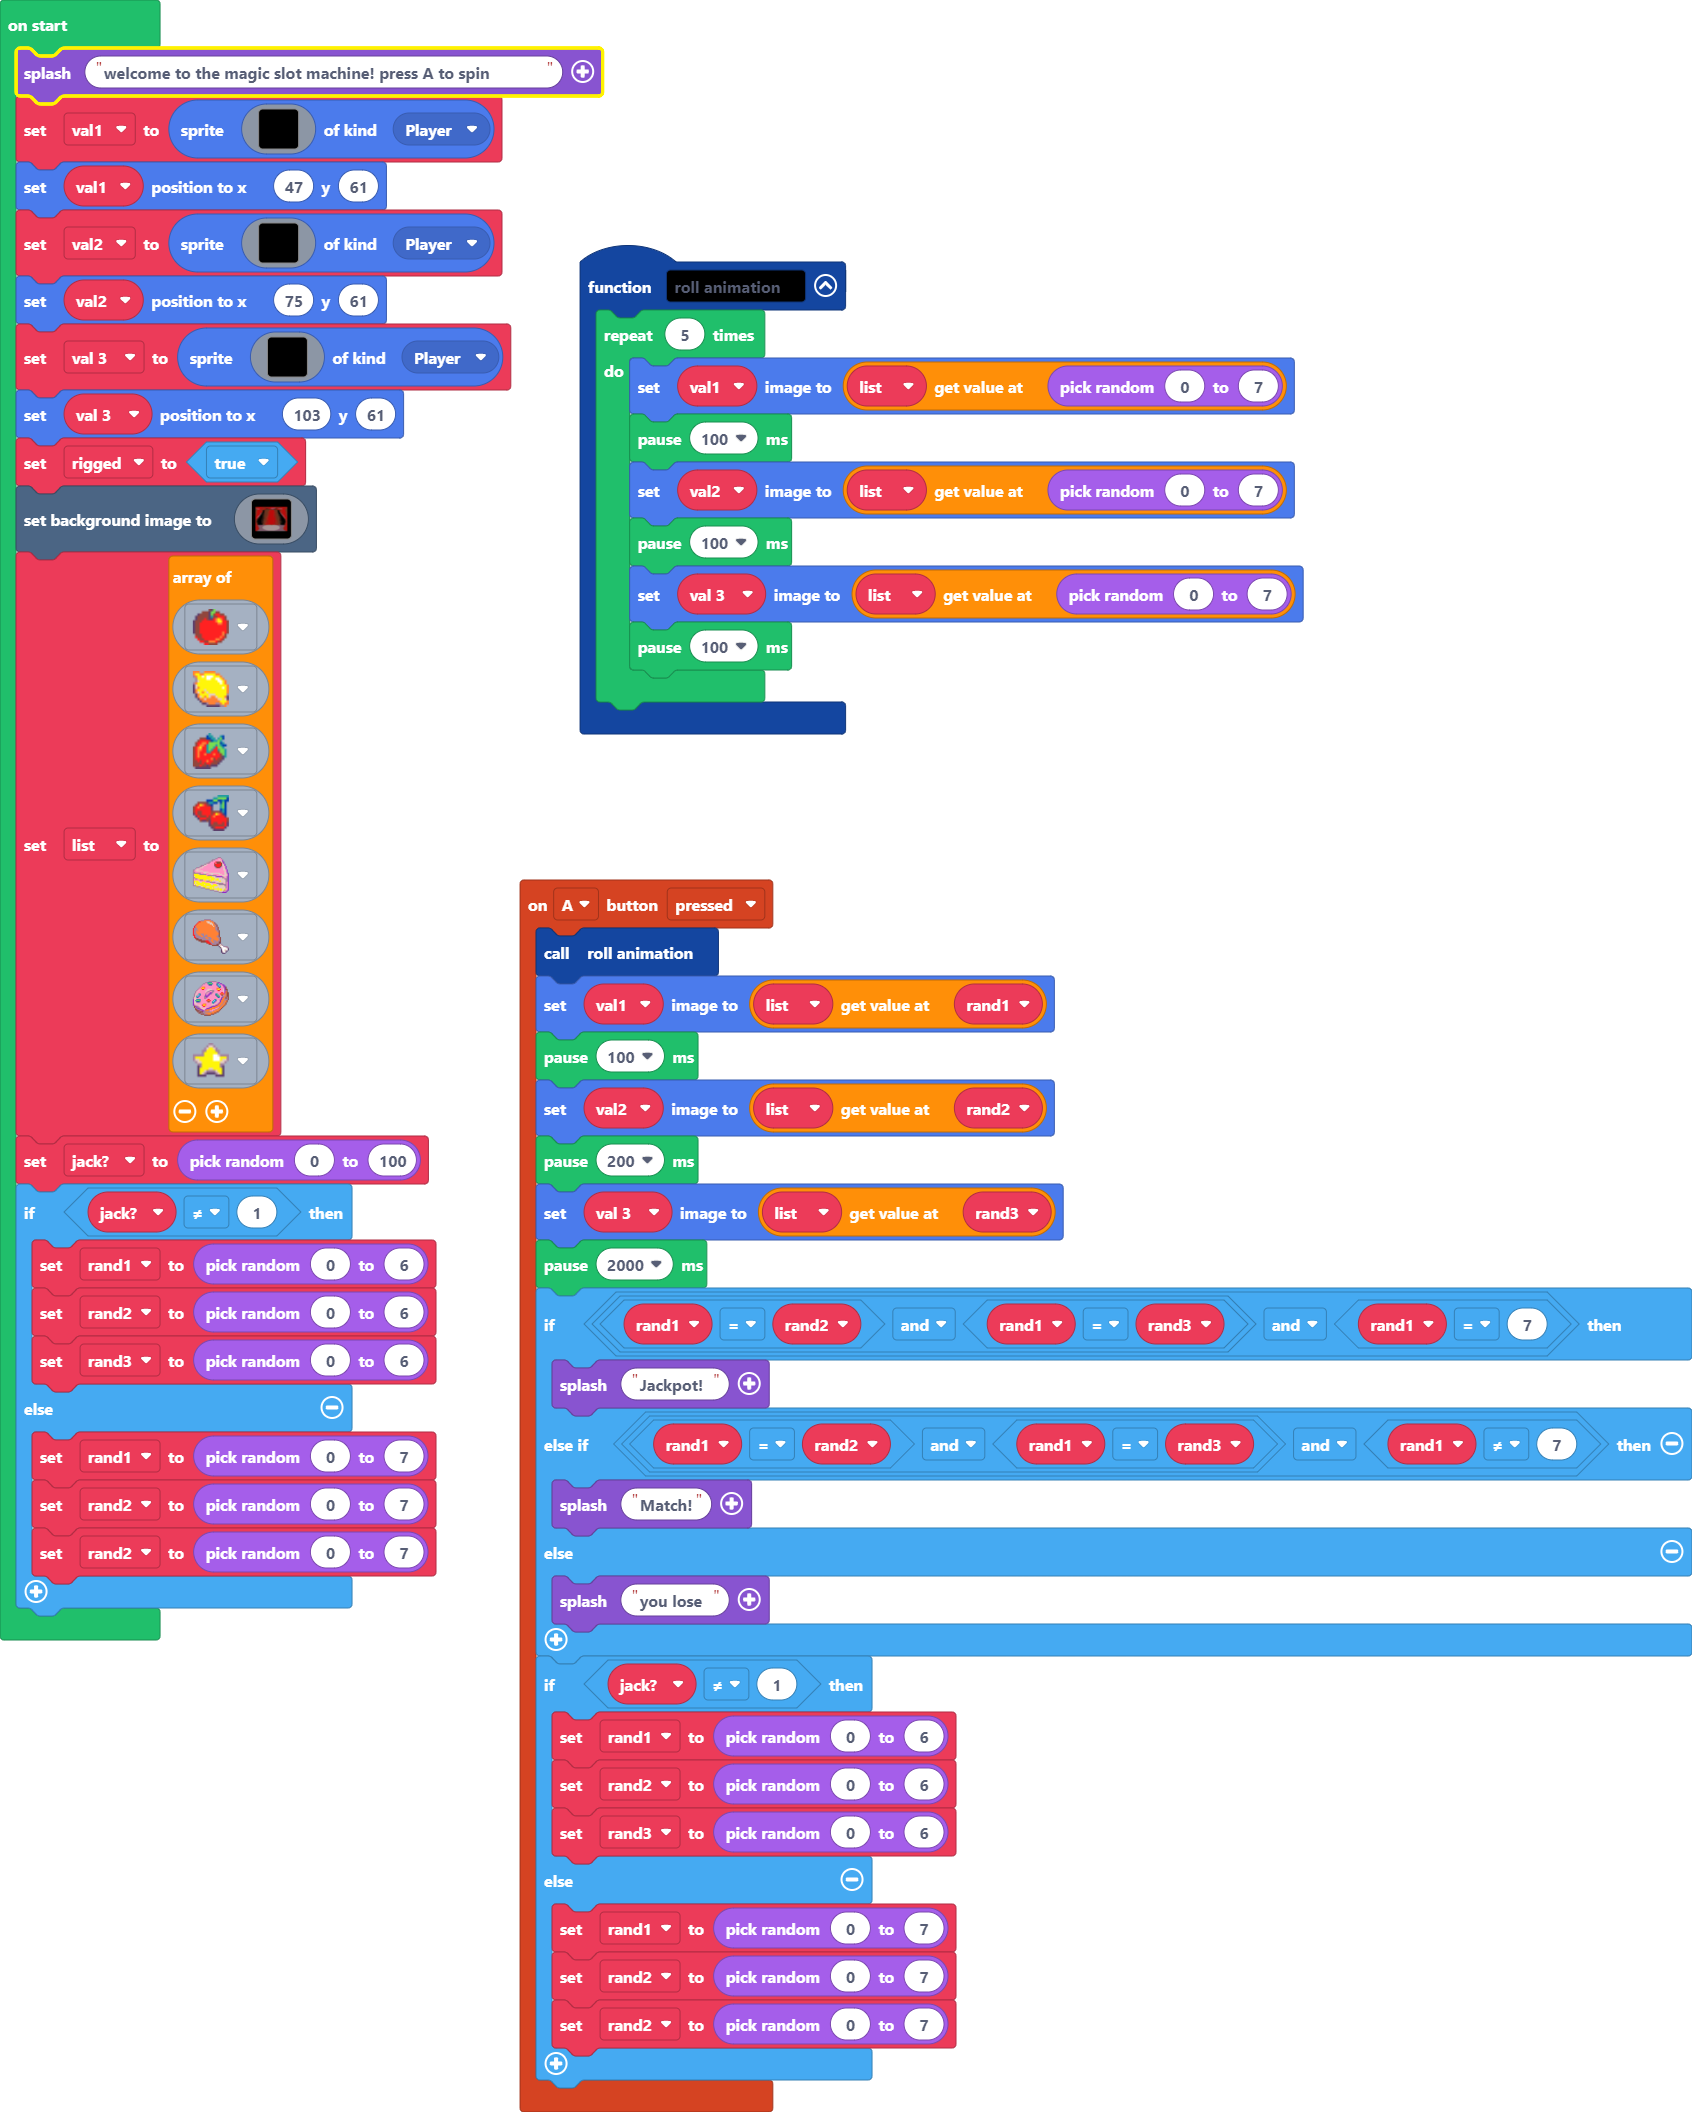 on start
splash "welcome to the magic slot machine! press A to spin "
set val1 to sprite of kind Player
set val1 position to x 47 y 61
set val2 to sprite of kind Player
set val2 position to x 75 y 61
set val 3 to sprite of kind Player
set val 3 position to x 103 y 61
set rigged to true
set background image to
array of
set list to
set jack? to pick random 0 to 100
if jack? ≠ 1 then
set rand1 to pick random 0 to 6
set rand2 to pick random 0 to 6
set rand3 to pick random 0 to 6
else
set rand1 to pick random 0 to 7
set rand2 to pick random 0 to 7
set rand2 to pick random 0 to 7
function roll animation
repeat 5 times
do set val1 image to list get value at pick random 0 to 7
pause 100 ms
set val2 image to list get value at pick random 0 to 7
pause 100 ms
set val 3 image to list get value at pick random 0 to 7
pause 100 ms
on A button pressed
call roll animation
set val1 image to list get value at rand1
pause 100 ms
set val2 image to list get value at rand2
pause 200 ms
set val 3 image to list get value at rand3
pause 2000 ms
if rand1 = rand2 and rand1 = rand3 and rand1 = 7 then
splash "Jackpot! "
else if rand1 = rand2 and rand1 = rand3 and rand1 ≠ 7 then
splash "Match!"
else
splash "you lose "
if jack? ≠ 1 then
set rand1 to pick random 0 to 6
set rand2 to pick random 0 to 6
set rand3 to pick random 0 to 6
else
set rand1 to pick random 0 to 7
set rand2 to pick random 0 to 7
set rand2 to pick random 0 to 7